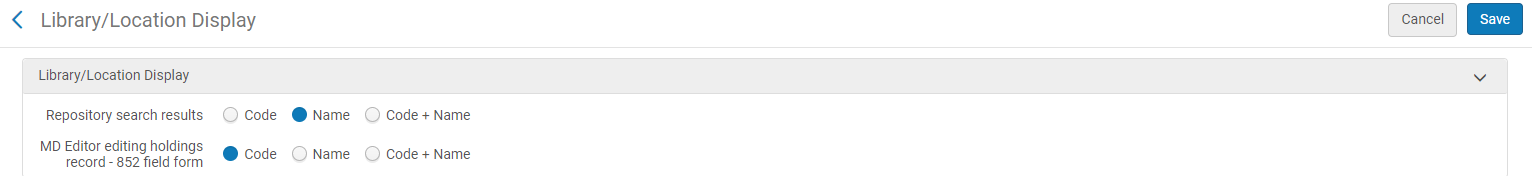 Library/Location Display
Cancel
Save
Library/Location Display
Repository search results
Code
Name
Code + Name
MD Editor editing holdings
record - 852 field form
Code
Name
Code + Name